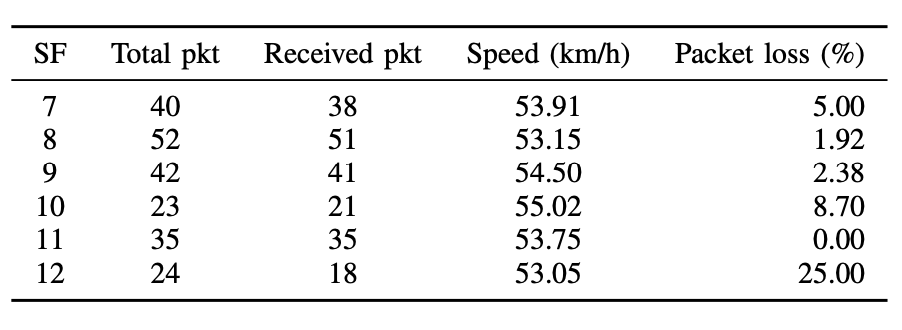 SF Total pkt Received pkt Speed (km/h) Packet loss (%)
7 40 38 53.91 5.00
8 52 51 53.15 1.92
9 42 41 54.50 2.38
10 23 21 55.02 8.70
11 35 35 53.75 0.00
12 24 18 53.05 25.00